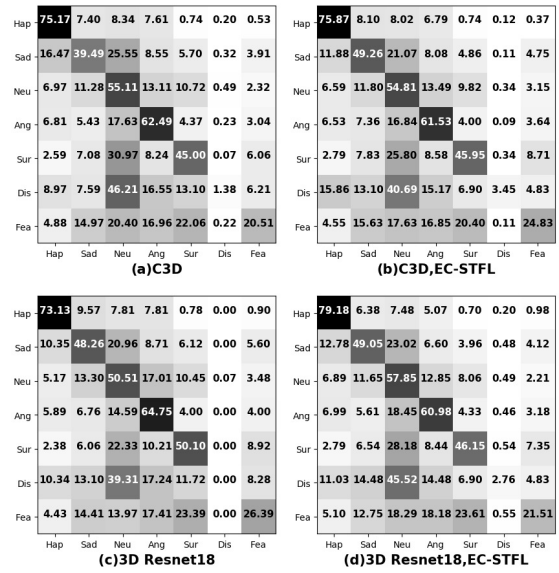 Hap 75.17 7.40 8.34 7.61 0.74 0.20 0.53
Sad 16.47 39.49 25.55 8.55 5.70 0.32 3.91
Neu 6.97 11.28 55.11 13.11 10.72 0.49 2.32
Ang 6.81 5.43 17.63 62.49 4.37 0.23 3.04
Sur 2.59 7.08 30.97 8.24 45.00 0.07 6.06
Dis 8.97 7.59 46.21 16.55 13.10 1.38 6.21
Fea 4.88 14.97 20.40 16.96 22.06 0.22 20.51
Hap Sad Neu Ang Sur Dis Fea
(a)C3D
Hap 75.87 8.10 8.02 6.79 0.74 0.12 0.37
Sad 11.88 49.26 21.07 8.08 4.86 0.11 4.75
Neu 6.59 11.80 54.81 13.49 9.82 0.34 3.15
Ang 6.53 7.36 16.84 61.53 4.00 0.09 3.64
Sur 2.79 7.83 25.80 8.58 45.95 0.34 8.71
Dis 15.86 13.10 40.69 15.17 6.90 3.45 4.83
Fea 4.55 15.63 17.63 16.85 20.40 0.11 24.83
Hap Sad Neu Ang Sur Dis Fea
(b)C3D,EC-STFL
Hap 73.13 9.57 7.81 7.81 0.78 0.00 0.90
Sad 10.35 48.26 20.96 8.71 6.12 0.00 5.60
Neu 5.17 13.30 50.51 17.01 10.45 0.07 3.48
Ang 5.89 6.76 14.59 64.75 4.00 0.00 4.00
Sur 2.38 6.06 22.33 10.21 50.10 0.00 8.92
Dis 10.34 13.10 39.31 17.24 11.72 0.00 8.28
Fea 4.43 14.41 13.97 17.41 23.39 0.00 26.39
Hap Sad Neu Ang Sur Dis Fea
(c)3D Resnet18
Hap 79.18 6.38 7.48 5.07 0.70 0.20 0.98
Sad 12.78 49.05 23.02 6.60 3.96 0.48 4.12
Neu 6.89 11.65 57.85 12.85 8.06 0.49 2.21
Ang 6.99 5.61 18.45 60.98 4.33 0.46 3.18
Sur 2.79 6.54 28.18 8.44 46.15 0.54 7.35
Dis 11.03 14.48 45.52 14.48 6.90 2.76 4.83
Fea 5.10 12.75 18.29 18.18 23.61 0.55 21.51
Hap Sad Neu Ang Sur Dis Fea
(d)3D Resnet18,EC-STFL